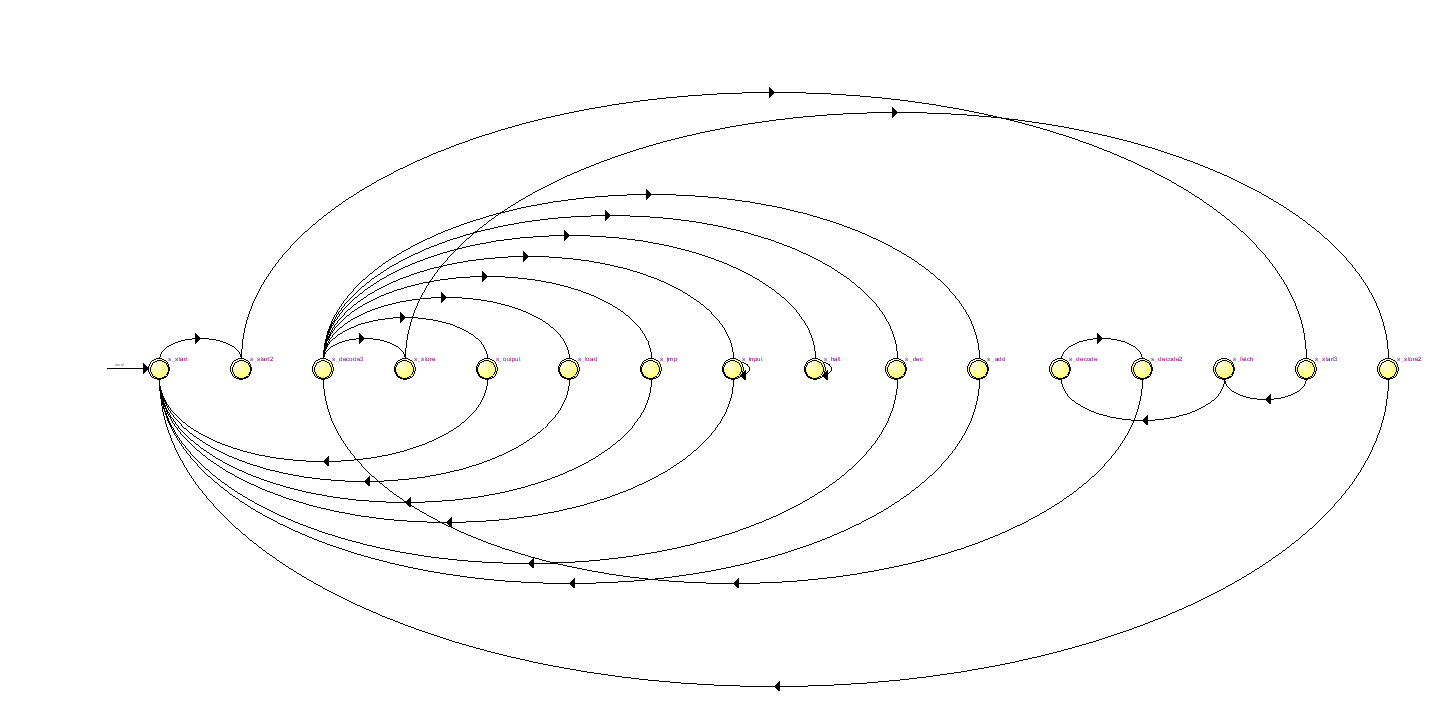 s_start
s_start2
s_decode3
s_store
s_output
s_load
s_jmp
s_input
s_halt
s_dec
s_add
s_decode
s_decode2
s_fetch
s_start3
s_store2